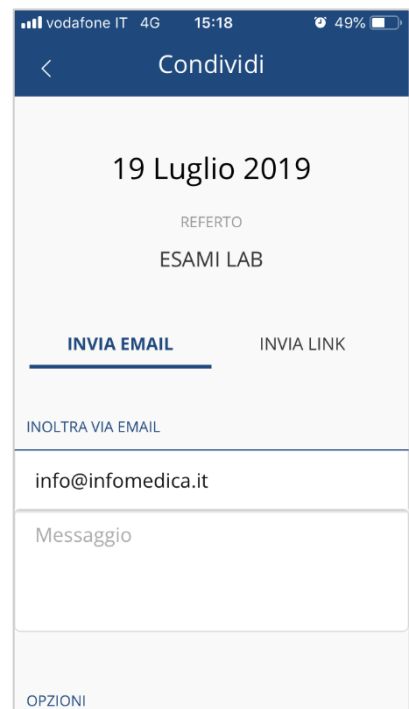 vodafone IT 4G 15:18 49%
Condividi
19 Luglio 2019
REFERTO
ESAMI LAB
INVIA EMAIL INVIA LINK
INOLTRA VIA EMAIL
info@infomedica.it
Messaggio
OPZIONI